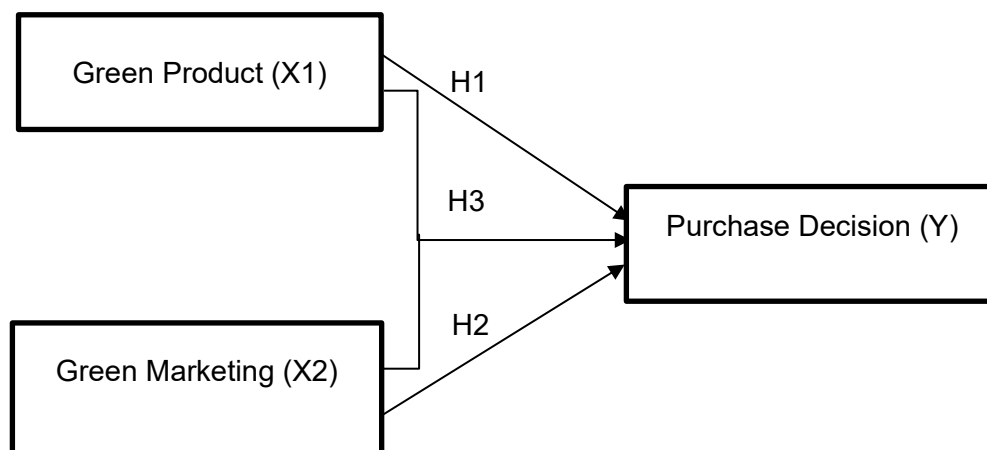 Green Product (X1)
H1
H3
Purchase Decision (Y)
H2
Green Marketing (X2)